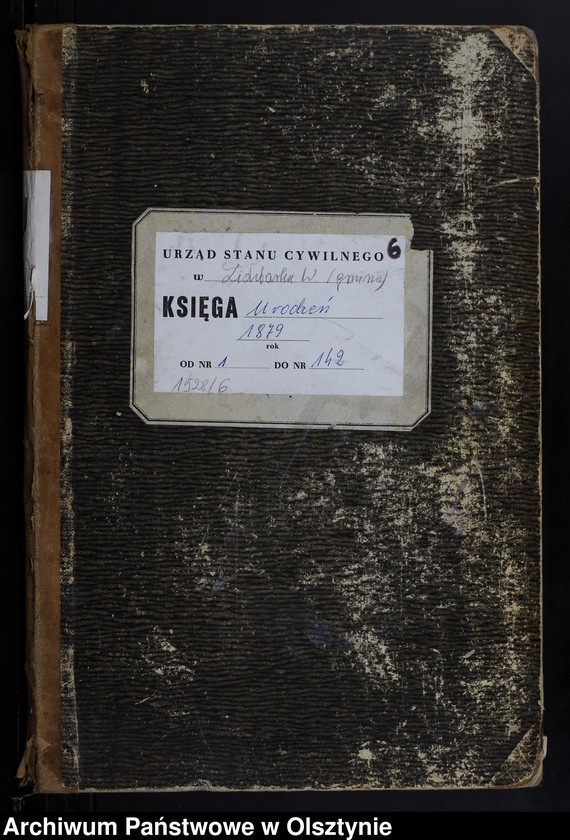 URZĄD STANU CYWILNEGO 6
w Lidzbarku W (gmina)
KSIĘGA Urodzeń
1879
rok
OD NR 1 DO NR 142
1528/6
Archiwum Państwowe w Olsztynie